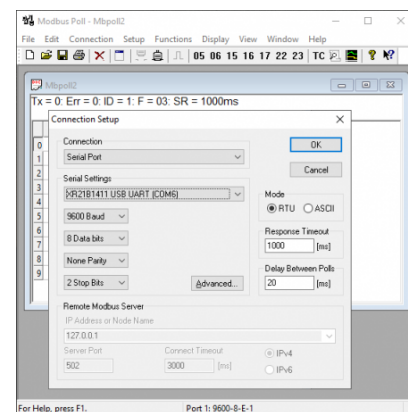 Modbus Poll - Mbpoll2
File Edit Connection Setup Functions Display View Window Help
05 06 15 16 17 22 23 TC
Mbpoll2
Tx = 0: Err = 0: ID = 1: F = 03: SR = 1000ms
Connection Setup
Connection
Serial Port
OK
Cancel
Serial Settings
XR21B1411 USB UART (COM6)
Mode
RTU ASCII
9600 Baud
8 Data bits
Response Timeout
1000 [ms]
None Parity
Delay Between Polls
2 Stop Bits Advanced... 20 [ms]
Remote Modbus Server
IP Address or Node Name
127.0.0.1
Server Port Connect Timeout
502 3000 [ms]
IPv4
IPv6
0
1
2
3
4
5
6
7
8
9
For Help, press F1. Port 1: 9600-8-E-1